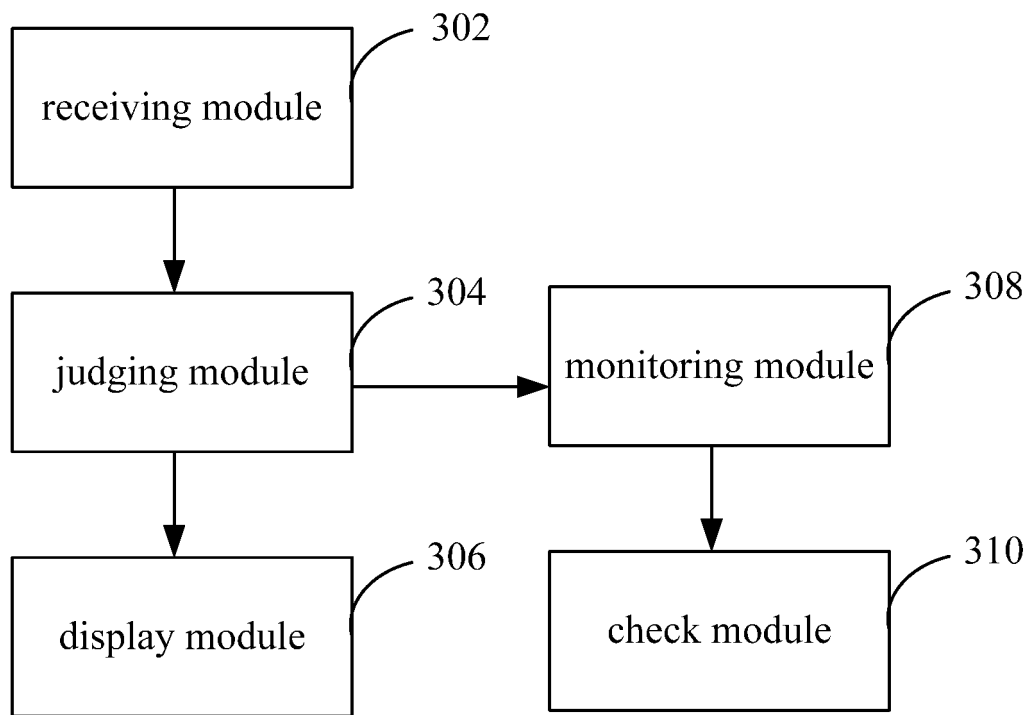 302
receiving module
304
judging module
308
monitoring module
306
display module
310
check module